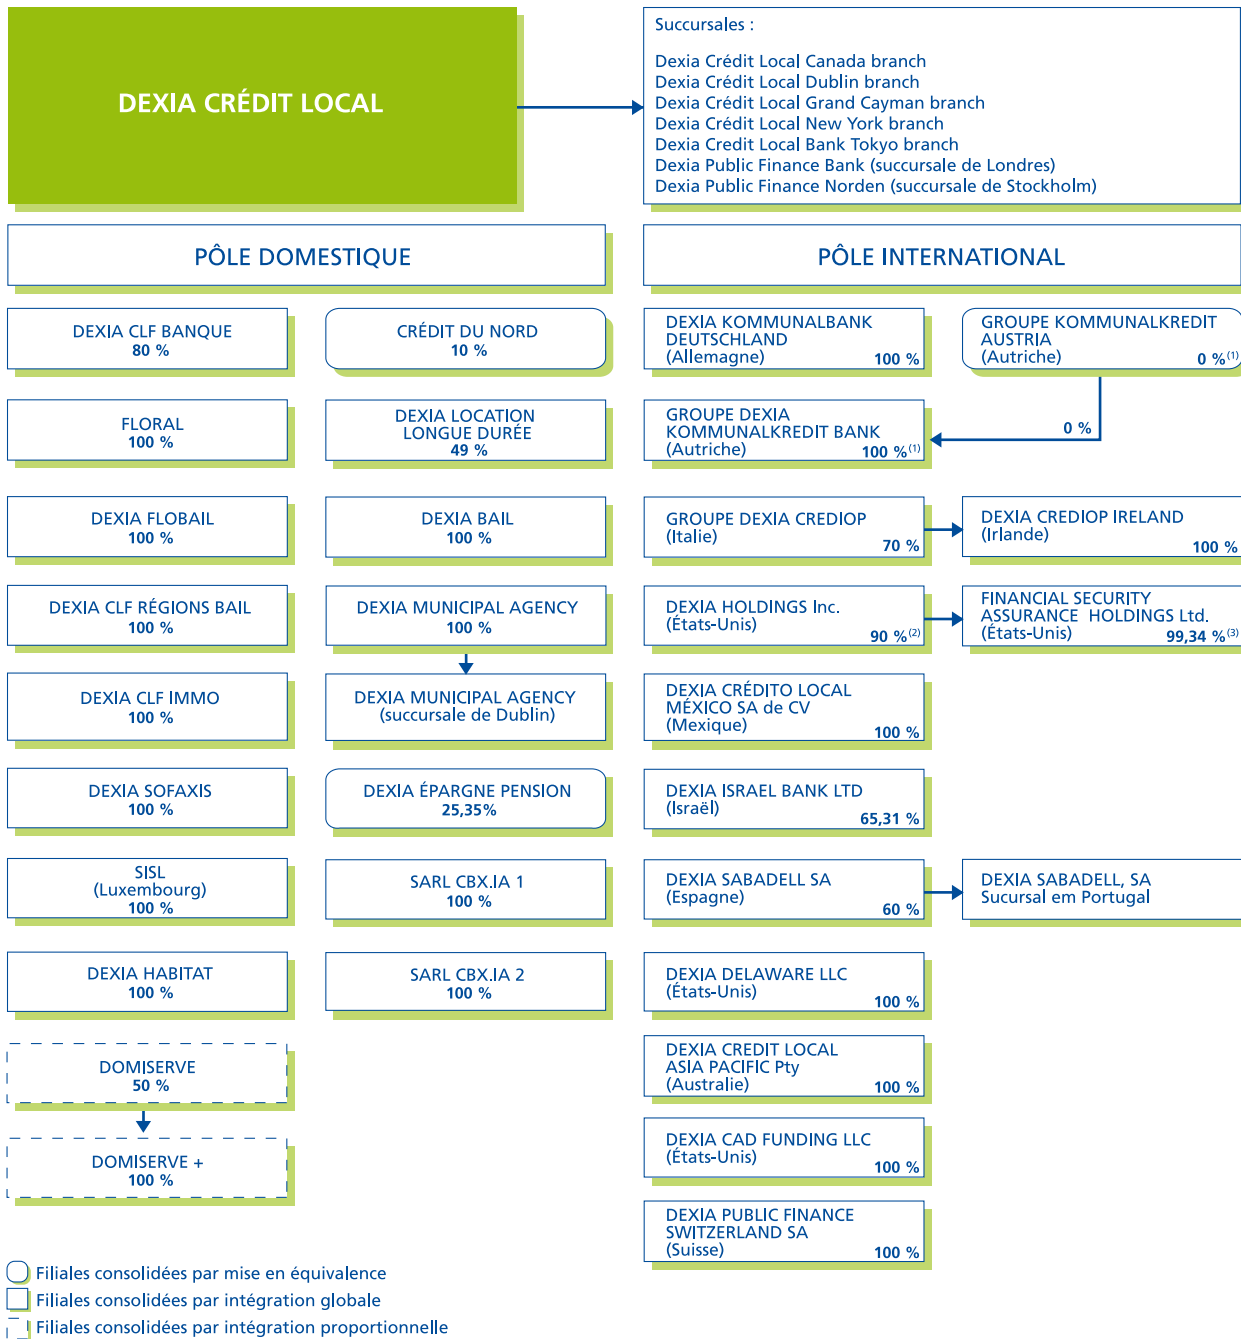 DEXIA CRÉDIT LOCAL
Succursales :
Dexia Crédit Local Canada branch
Dexia Crédit Local Dublin branch
Dexia Crédit Local Grand Cayman branch
Dexia Crédit Local New York branch
Dexia Credit Local Bank Tokyo branch
Dexia Public Finance Bank (succursale de Londres)
Dexia Public Finance Norden (succursale de Stockholm)
PÔLE DOMESTIQUE
DEXIA CLF BANQUE
80 %
CRÉDIT DU NORD
10 %
FLORAL
100 %
DEXIA LOCATION
LONGUE DURÉE
49 %
DEXIA FLOBAIL
100 %
DEXIA BAIL
100 %
DEXIA CLF RÉGIONS BAIL
100 %
DEXIA MUNICIPAL AGENCY
100 %
DEXIA CLF IMMO
100 %
DEXIA MUNICIPAL AGENCY
(succursale de Dublin)
DEXIA SOFAXIS
100 %
DEXIA ÉPARGNE PENSION
25,35%
SISL
(Luxembourg)
100 %
SARL CBX.IA 1
100 %
DEXIA HABITAT
100 %
SARL CBX.IA 2
100 %
DOMISERVE
50 %
DOMISERVE +
100 %
PÔLE INTERNATIONAL
DEXIA KOMMUNALBANK
DEUTSCHLAND
(Allemagne) 100 %
GROUPE KOMMUNALKREDIT
AUSTRIA
(Autriche) 0 %(1)
0 %
GROUPE DEXIA
KOMMUNALKREDIT BANK
(Autriche) 100 %(1)
GROUPE DEXIA CREDIOP
(Italie)
70 %
DEXIA CREDIOP IRELAND
(Irlande)
100 %
DEXIA HOLDINGS Inc.
(États-Unis)
90 %(2)
FINANCIAL SECURITY
ASSURANCE HOLDINGS Ltd.
(États-Unis) 99,34 %(3)
DEXIA CRÉDITO LOCAL
MÉXICO SA de CV
(Mexique) 100 %
DEXIA ISRAEL BANK LTD
(Israël)
65,31 %
DEXIA SABADELL SA
(Espagne)
60 %
DEXIA SABADELL, SA
Sucursal em Portugal
DEXIA DELAWARE LLC
(États-Unis)
100 %
DEXIA CREDIT LOCAL
ASIA PACIFIC Pty
(Australie) 100 %
DEXIA CAD FUNDING LLC
(États-Unis)
100 %
DEXIA PUBLIC FINANCE
SWITZERLAND SA
(Suisse) 100 %
Filiales consolidées par mise en équivalence
Filiales consolidées par intégration globale
Filiales consolidées par intégration proportionnelle